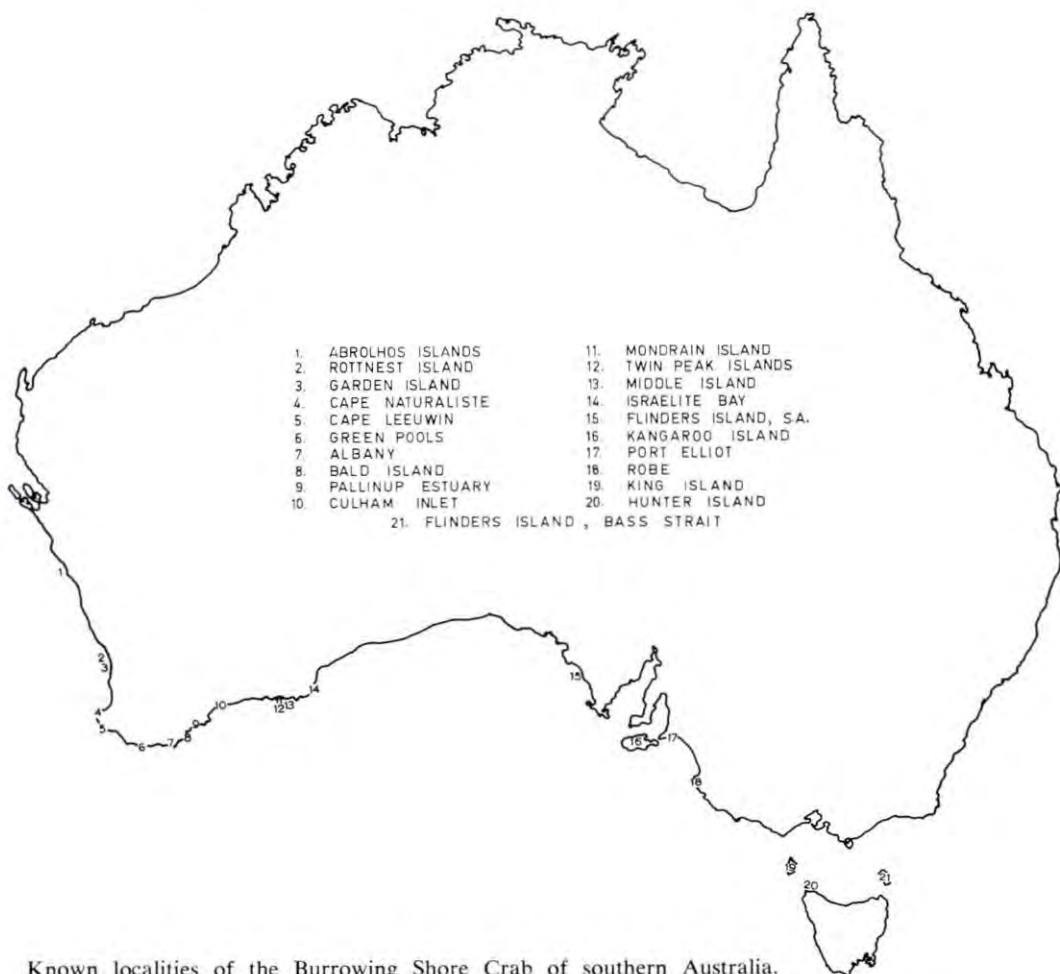 1. ABROLHOS ISLANDS
2. ROTTNEST ISLAND
3. GARDEN ISLAND
4. CAPE NATURALISTE
5. CAPE LEEUWIN
6. GREEN POOLS
7. ALBANY
8. BALD ISLAND
9. PALLINUP ESTUARY
10. CULHAM INLET
11. MONDRAIN ISLAND
12. TWIN PEAK ISLANDS
13. MIDDLE ISLAND
14. ISRAELITE BAY
15. FLINDERS ISLAND, S.A.
16. KANGAROO ISLAND
17. PORT ELLIOT
18. ROBE
19. KING ISLAND
20. HUNTER ISLAND
21. FLINDERS ISLAND, BASS STRAIT
1
2
3
4
5
6
7
8
9
10
11
12
13
14
15
16
17
18
19
20
21
Known localities of the Burrowing Shore Crab of southern Australia.